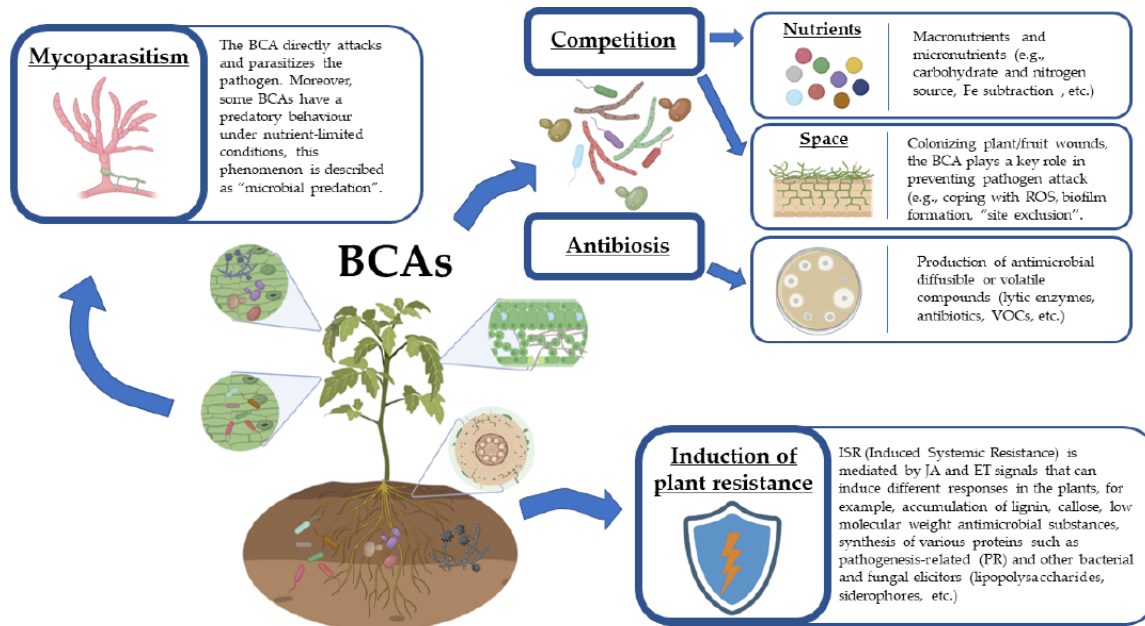 Mycoparasitism
The BCA directly attacks
and parasitizes the
pathogen. Moreover,
some BCAs have a
predatory behaviour
under nutrient-limited
conditions, this
phenomenon is described
as “microbial predation”.
Competition
Nutrients
Macronutrients and
micronutrients (e.g.,
carbohydrate and nitrogen
source, Fe subtraction , etc.)
Space
Colonizing plant/fruit wounds,
the BCA plays a key role in
preventing pathogen attack
(e.g., coping with ROS, biofilm
formation, “site exclusion”.
Antibiosis
Production of antimicrobial
diffusible or volatile
compounds (lytic enzymes,
antibiotics, VOCs, etc.)
BCAs
Induction of
plant resistance
ISR (Induced Systemic Resistance) is
mediated by JA and ET signals that can
induce different responses in the plants, for
example, accumulation of lignin, callose, low
molecular weight antimicrobial substances,
synthesis of various proteins such as
pathogenesis-related (PR) and other bacterial
and fungal elicitors (lipopolysaccharides,
siderophores, etc.)